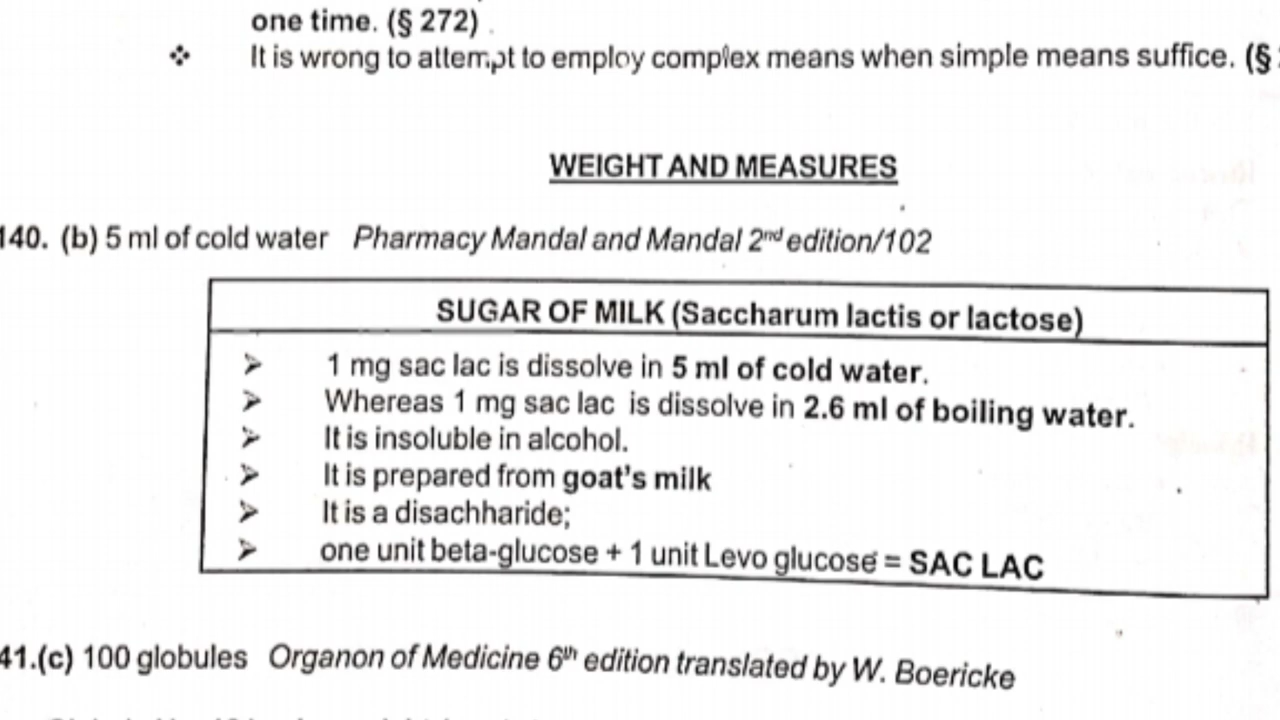 one time. (§ 272)
❖ It is wrong to attempt to employ complex means when simple means suffice. (§
WEIGHT AND MEASURES
140. (b) 5 ml of cold water Pharmacy Mandal and Mandal 2nd edition/102
SUGAR OF MILK (Saccharum lactis or lactose)
➢ 1 mg sac lac is dissolve in 5 ml of cold water.
➢ Whereas 1 mg sac lac is dissolve in 2.6 ml of boiling water.
➢ It is insoluble in alcohol.
➢ It is prepared from goat's milk
➢ It is a disachharide;
➢ one unit beta-glucose + 1 unit Levo glucose = SAC LAC
41.(c) 100 globules Organon of Medicine 6th edition translated by W. Boericke